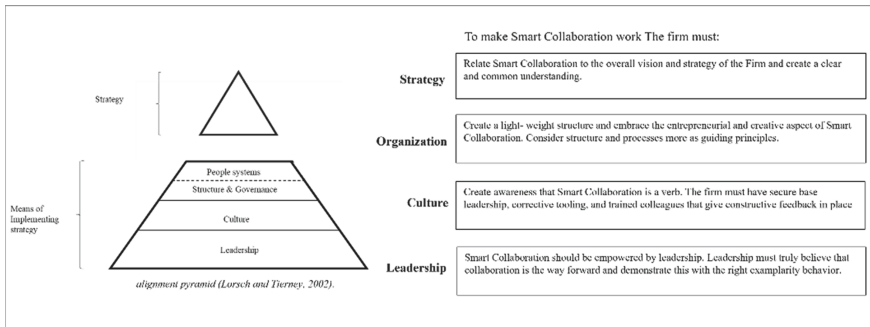 To make Smart Collaboration work The firm must:
Strategy
Strategy
Relate Smart Collaboration to the overall vision and strategy of the Firm and create a clear
and common understanding.
Organization
Create a light- weight structure and embrace the entrepreneurial and creative aspect of Smart
Collaboration. Consider structure and processes more as guiding principles.
Means of
Implementing
strategy
People systems
Structure & Governance
Culture
Leadership
Culture
Create awareness that Smart Collaboration is a verb. The firm must have secure base
leadership, corrective tooling, and trained colleagues that give constructive feedback in place
Leadership
Smart Collaboration should be empowered by leadership. Leadership must truly believe that
collaboration is the way forward and demonstrate this with the right examplarity behavior.
alignment pyramid (Lorsch and Tierney, 2002).